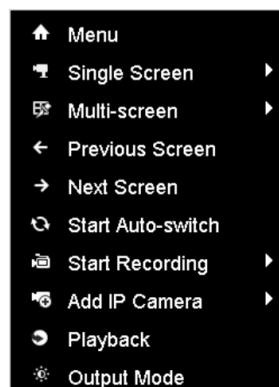 Menu
Single Screen
Multi-screen
Previous Screen
Next Screen
Start Auto-switch
Start Recording
Add IP Camera
Playback
Output Mode